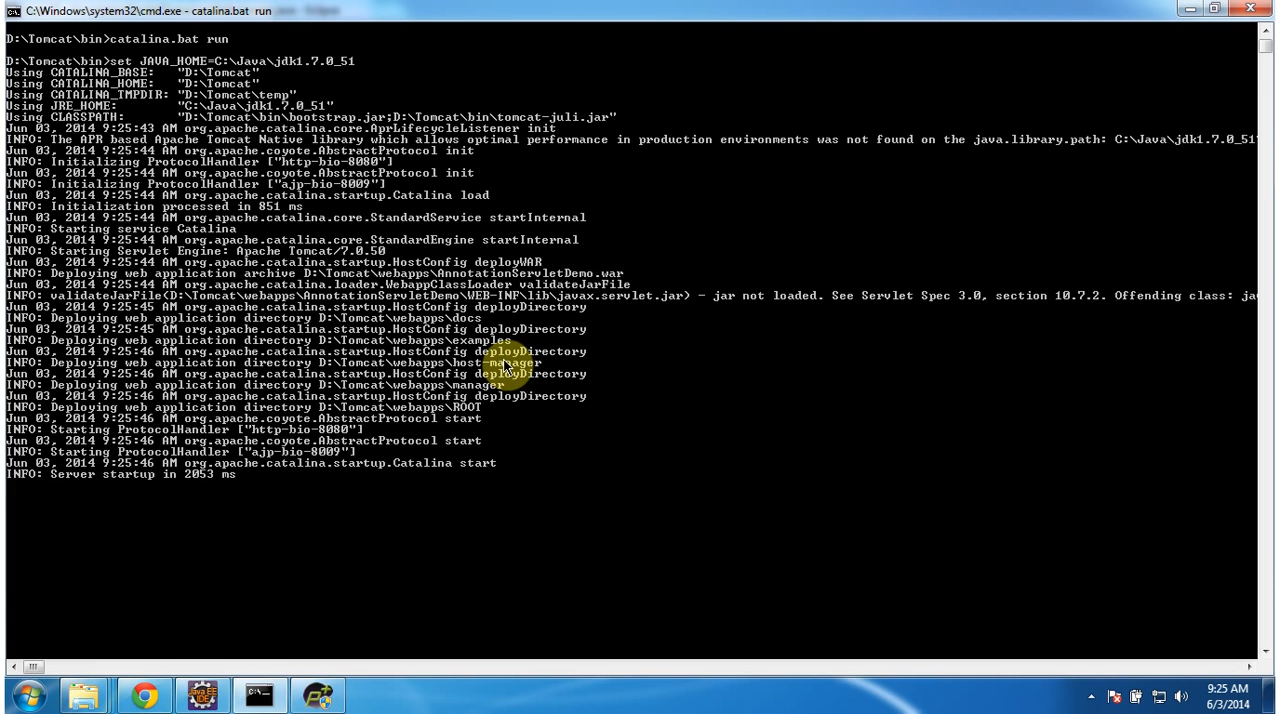 C:\Windows\system32\cmd.exe - catalina.bat run
D:\Tomcat\bin>catalina.bat run
D:\Tomcat\bin>set JAVA_HOME=C:\Java\jdk1.7.0_51
Using CATALINA_BASE: "D:\Tomcat"
Using CATALINA_HOME: "D:\Tomcat"
Using CATALINA_TMPDIR: "D:\Tomcat\temp"
Using JRE_HOME: "C:\Java\jdk1.7.0_51"
Using CLASSPATH: "D:\Tomcat\bin\bootstrap.jar;D:\Tomcat\bin\tomcat-juli.jar"
Jun 03, 2014 9:25:43 AM org.apache.catalina.core.AprLifecycleListener init
INFO: The APR based Apache Tomcat Native library which allows optimal performance in production environments was not found on the java.library.path: C:\Java\jdk1.7.0_51
Jun 03, 2014 9:25:44 AM org.apache.coyote.AbstractProtocol init
INFO: Initializing ProtocolHandler ["http-bio-8080"]
Jun 03, 2014 9:25:44 AM org.apache.coyote.AbstractProtocol init
INFO: Initializing ProtocolHandler ["ajp-bio-8009"]
Jun 03, 2014 9:25:44 AM org.apache.catalina.startup.Catalina load
INFO: Initialization processed in 851 ms
Jun 03, 2014 9:25:44 AM org.apache.catalina.core.StandardService startInternal
INFO: Starting service Catalina
Jun 03, 2014 9:25:44 AM org.apache.catalina.core.StandardEngine startInternal
INFO: Starting Servlet Engine: Apache Tomcat/7.0.50
Jun 03, 2014 9:25:44 AM org.apache.catalina.startup.HostConfig deployWAR
INFO: Deploying web application archive D:\Tomcat\webapps\AnnotationServletDemo.war
Jun 03, 2014 9:25:44 AM org.apache.catalina.loader.WebappClassLoader validateJarFile
INFO: validateJarFile(D:\Tomcat\webapps\AnnotationServletDemo\WEB-INF\lib\javax.servlet.jar) - jar not loaded. See Servlet Spec 3.0, section 10.7.2. Offending class: ja
Jun 03, 2014 9:25:45 AM org.apache.catalina.startup.HostConfig deployDirectory
INFO: Deploying web application directory D:\Tomcat\webapps\docs
Jun 03, 2014 9:25:45 AM org.apache.catalina.startup.HostConfig deployDirectory
INFO: Deploying web application directory D:\Tomcat\webapps\examples
Jun 03, 2014 9:25:46 AM org.apache.catalina.startup.HostConfig deployDirectory
INFO: Deploying web application directory D:\Tomcat\webapps\host-manager
Jun 03, 2014 9:25:46 AM org.apache.catalina.startup.HostConfig deployDirectory
INFO: Deploying web application directory D:\Tomcat\webapps\manager
Jun 03, 2014 9:25:46 AM org.apache.catalina.startup.HostConfig deployDirectory
INFO: Deploying web application directory D:\Tomcat\webapps\ROOT
Jun 03, 2014 9:25:46 AM org.apache.coyote.AbstractProtocol start
INFO: Starting ProtocolHandler ["http-bio-8080"]
Jun 03, 2014 9:25:46 AM org.apache.coyote.AbstractProtocol start
INFO: Starting ProtocolHandler ["ajp-bio-8009"]
Jun 03, 2014 9:25:46 AM org.apache.catalina.startup.Catalina start
INFO: Server startup in 2053 ms
Java EE
IDE
C:\
9:25 AM
6/3/2014